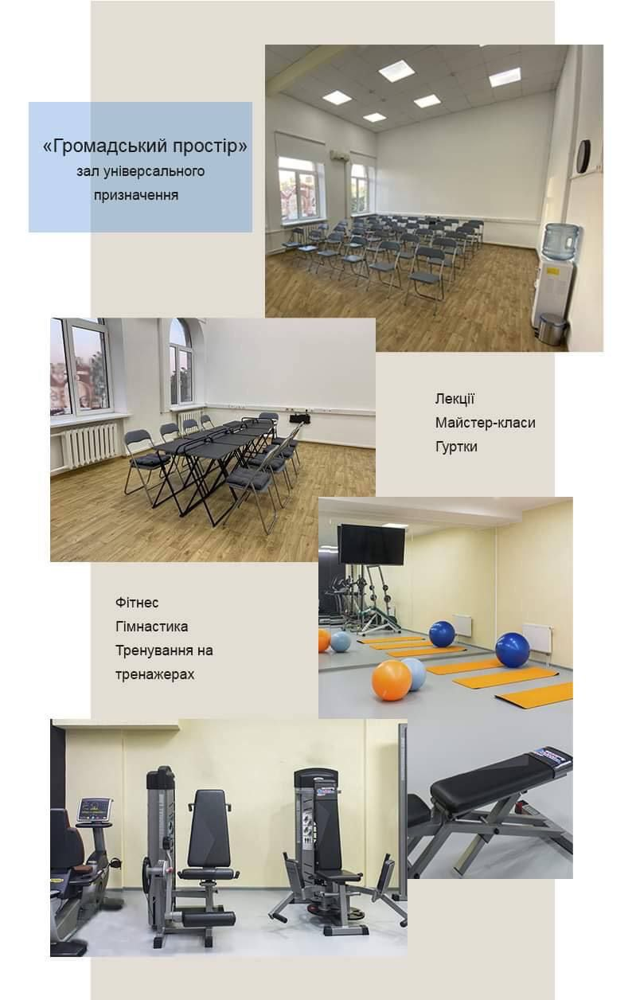 «Громадський простір»
зал універсального
призначення
Лекції
Майстер-класи
Гуртки
Фітнес
Гімнастика
Тренування на
тренажерах